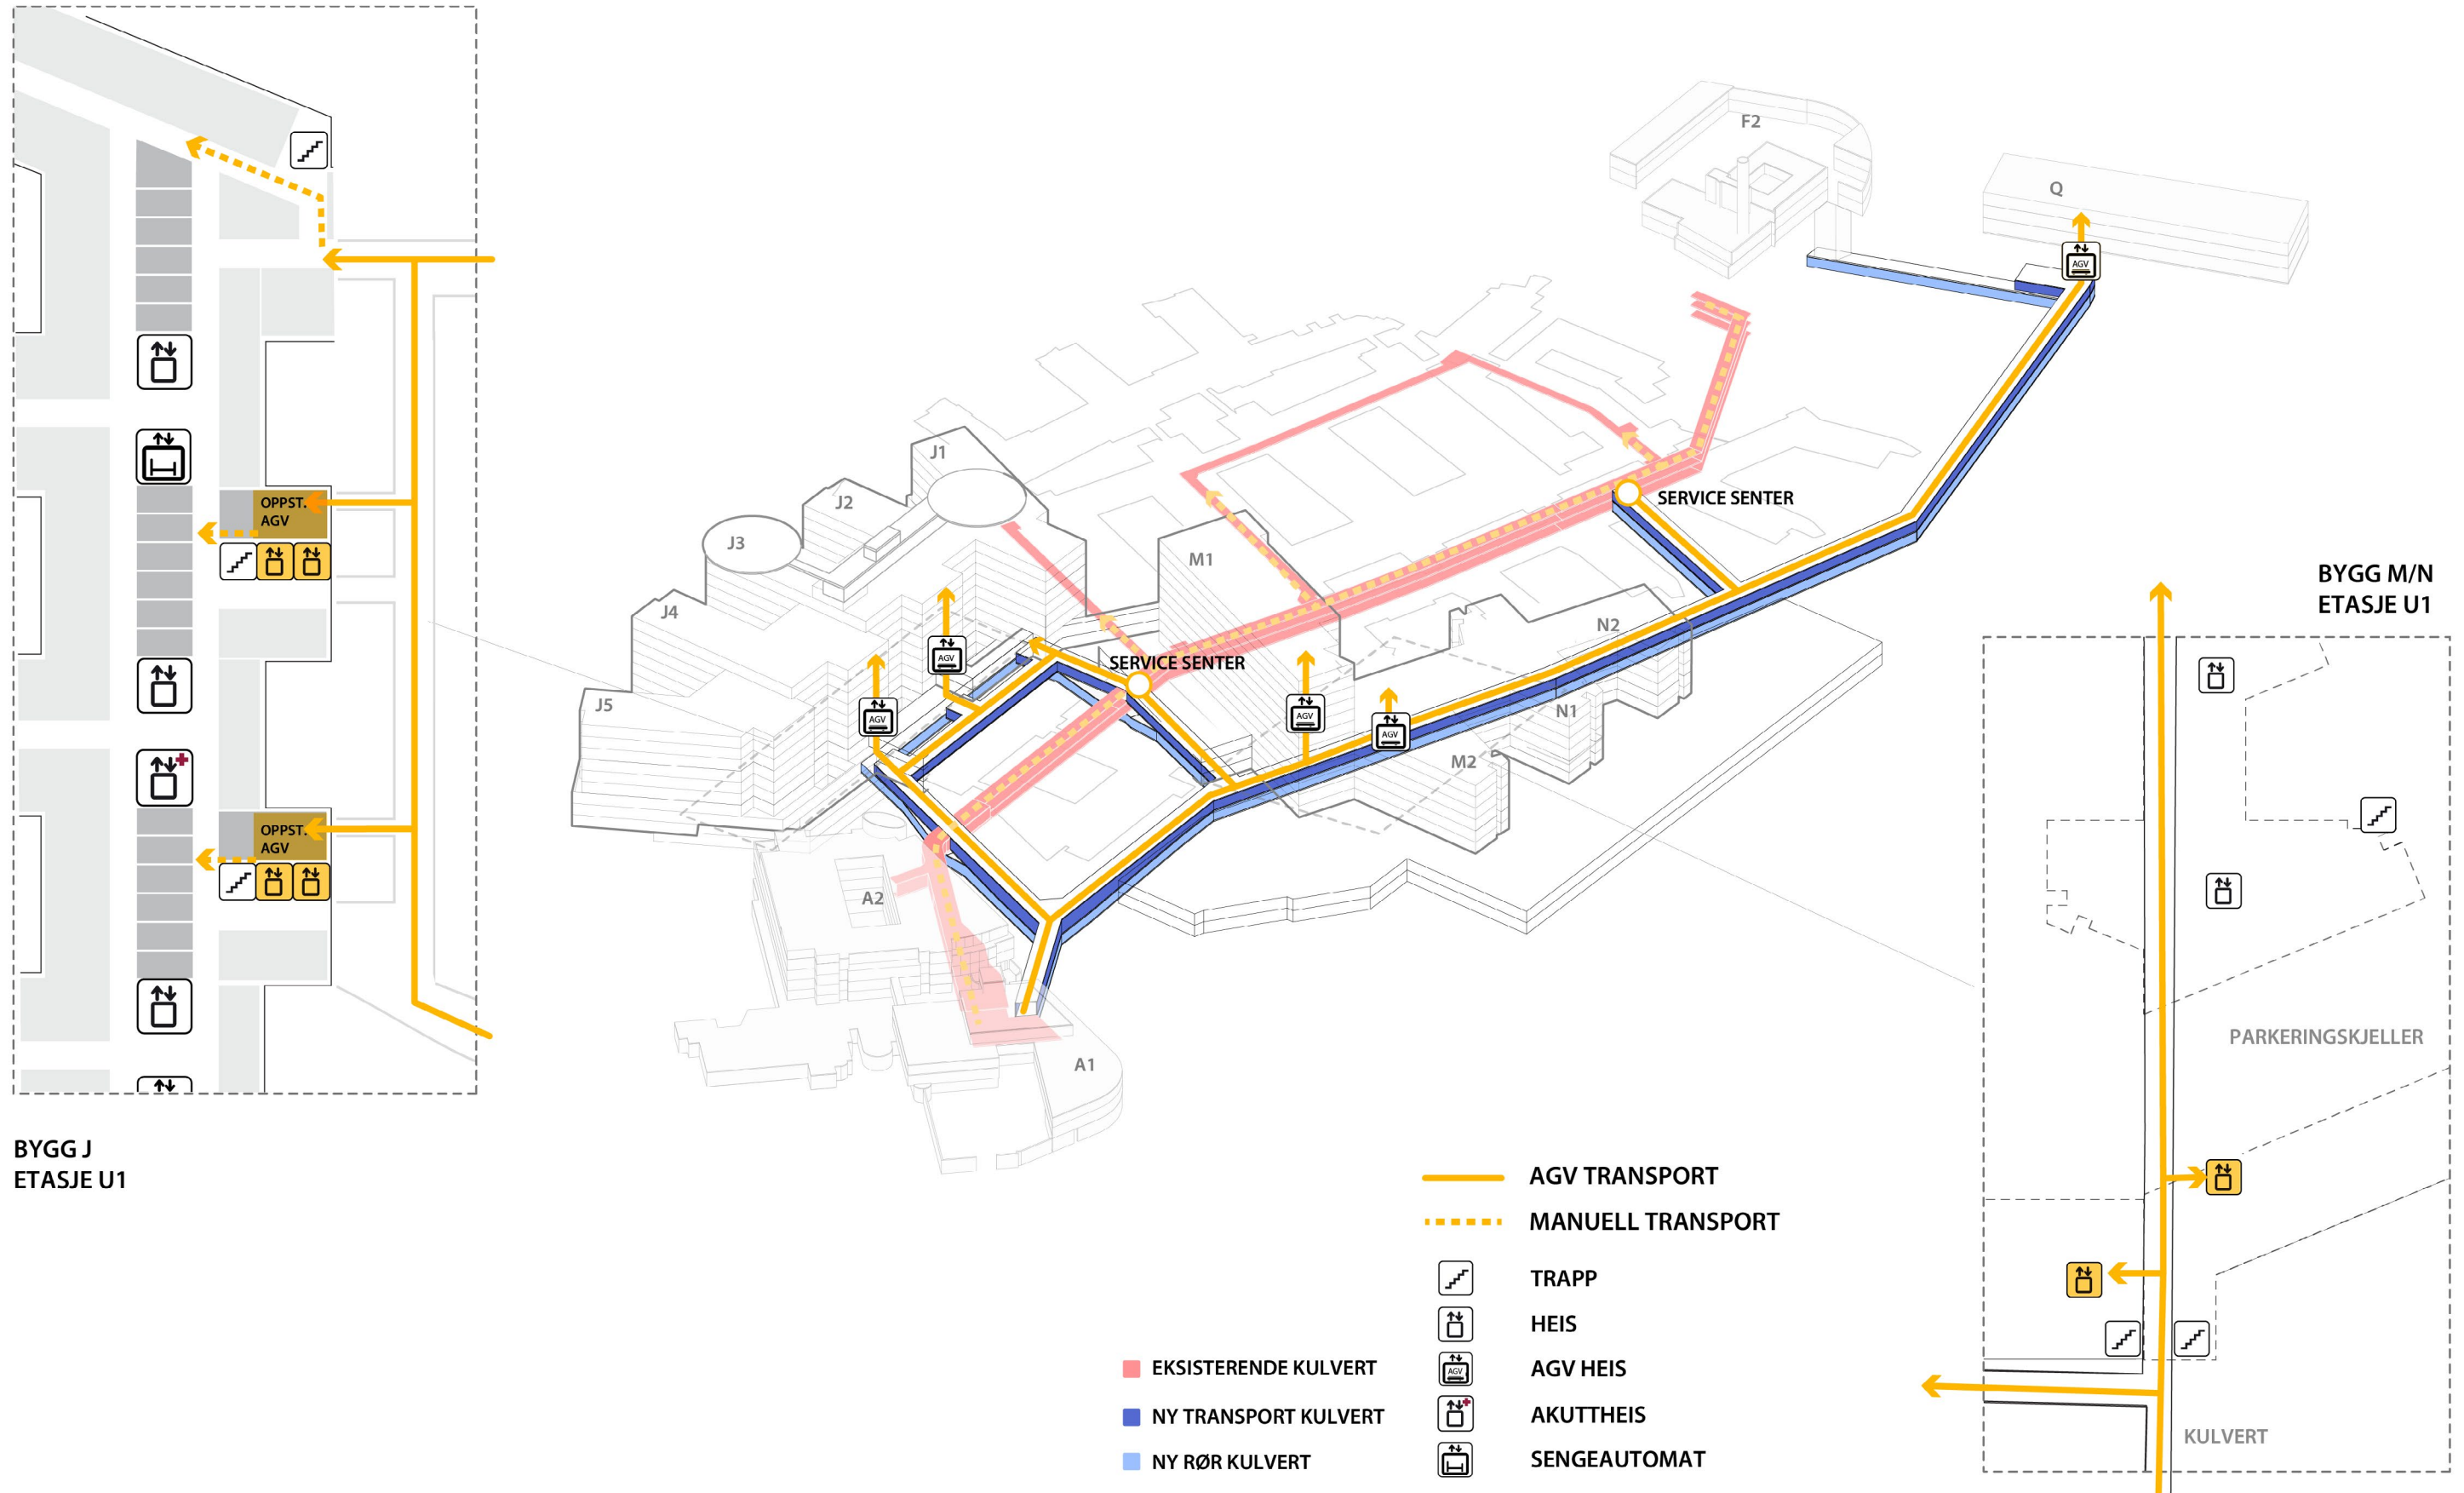 OPPST.
AGV
OPPST.
AGV
BYGG J
ETASJE U1
F2
Q
AGV
J1
J2
J3
J4
J5
M1
SERVICE SENTER
N2
SERVICE SENTER
AGV
AGV
AGV
AGV
N1
M2
A2
A1
BYGG M/N
ETASJE U1
PARKERINGSKJELLER
KULVERT
AGV TRANSPORT
MANUELL TRANSPORT
TRAPP
HEIS
AGV
AGV HEIS
AKUTTHEIS
SENGEAUTOMAT
EKSISTERENDE KULVERT
NY TRANSPORT KULVERT
NY RØR KULVERT